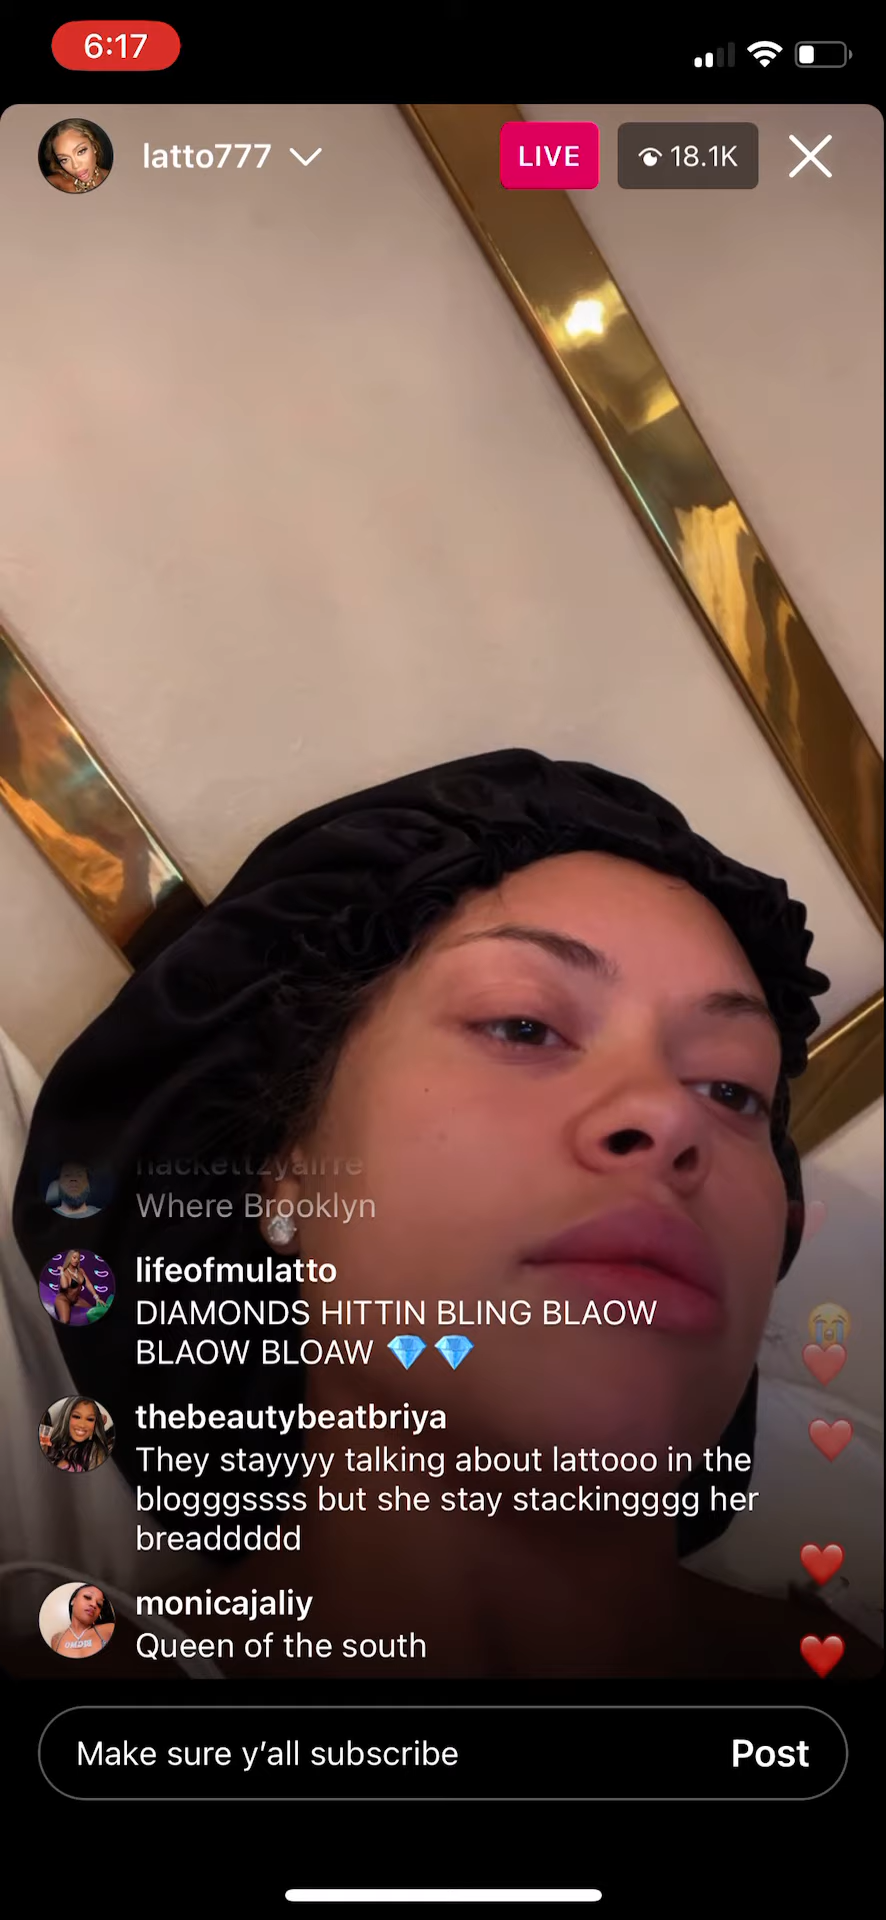 6:17
latto777
LIVE
18.1K
Where Brooklyn
lifeofmulatto
DIAMONDS HITTIN BLING BLAOW
BLAOW BLOAW 💎💎
thebeautybeatbriya
They stayyyy talking about lattooo in the
blogggssss but she stay stackingggg her
breaddddd
monicajaliy
Queen of the south
Make sure y’all subscribe
Post